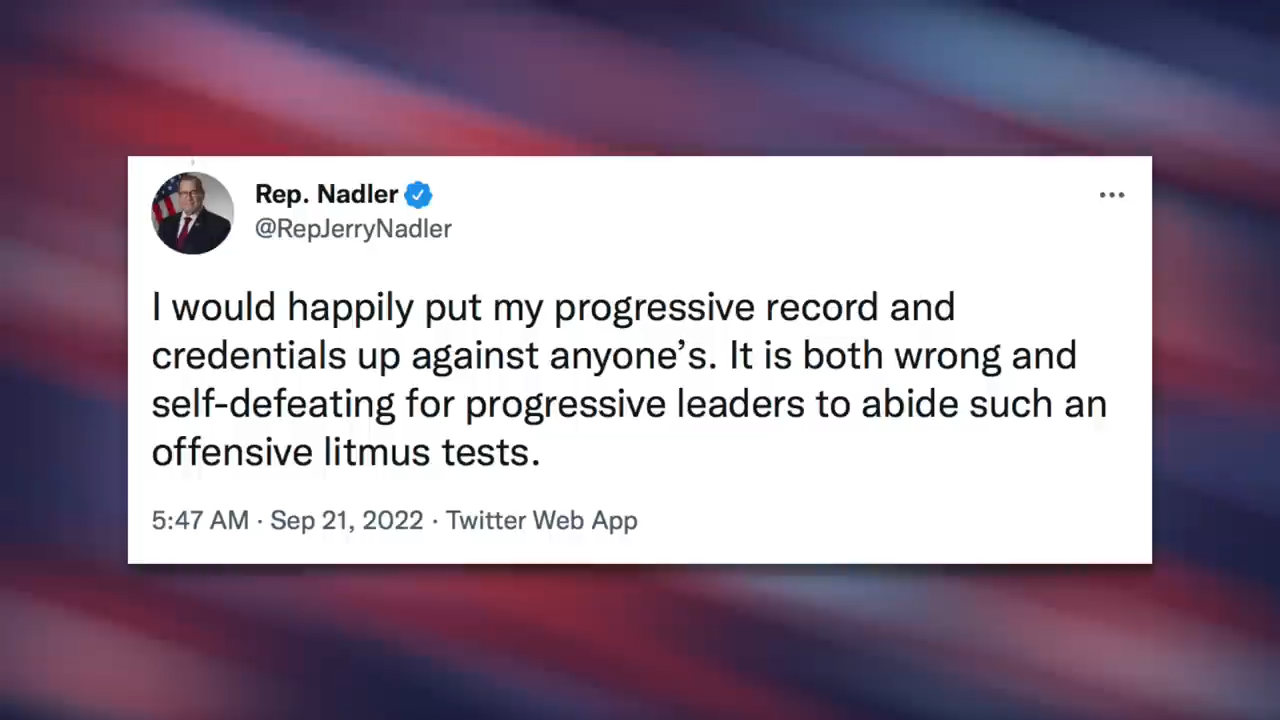 Rep. Nadler
@RepJerryNadler
I would happily put my progressive record and
credentials up against anyone’s. It is both wrong and
self-defeating for progressive leaders to abide such an
offensive litmus tests.
5:47 AM · Sep 21, 2022 · Twitter Web App